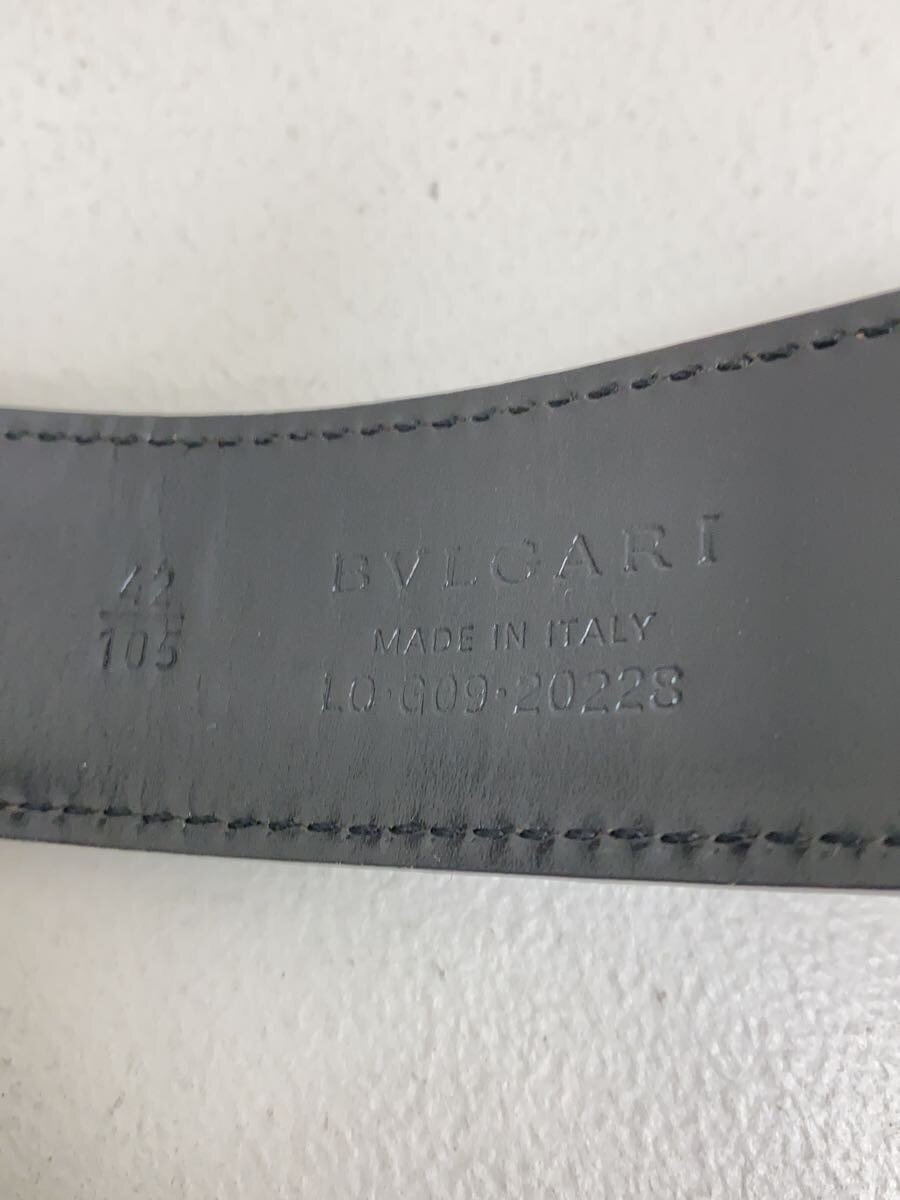 42
105
BVLGARI
MADE IN ITALY
LO·G09·20228